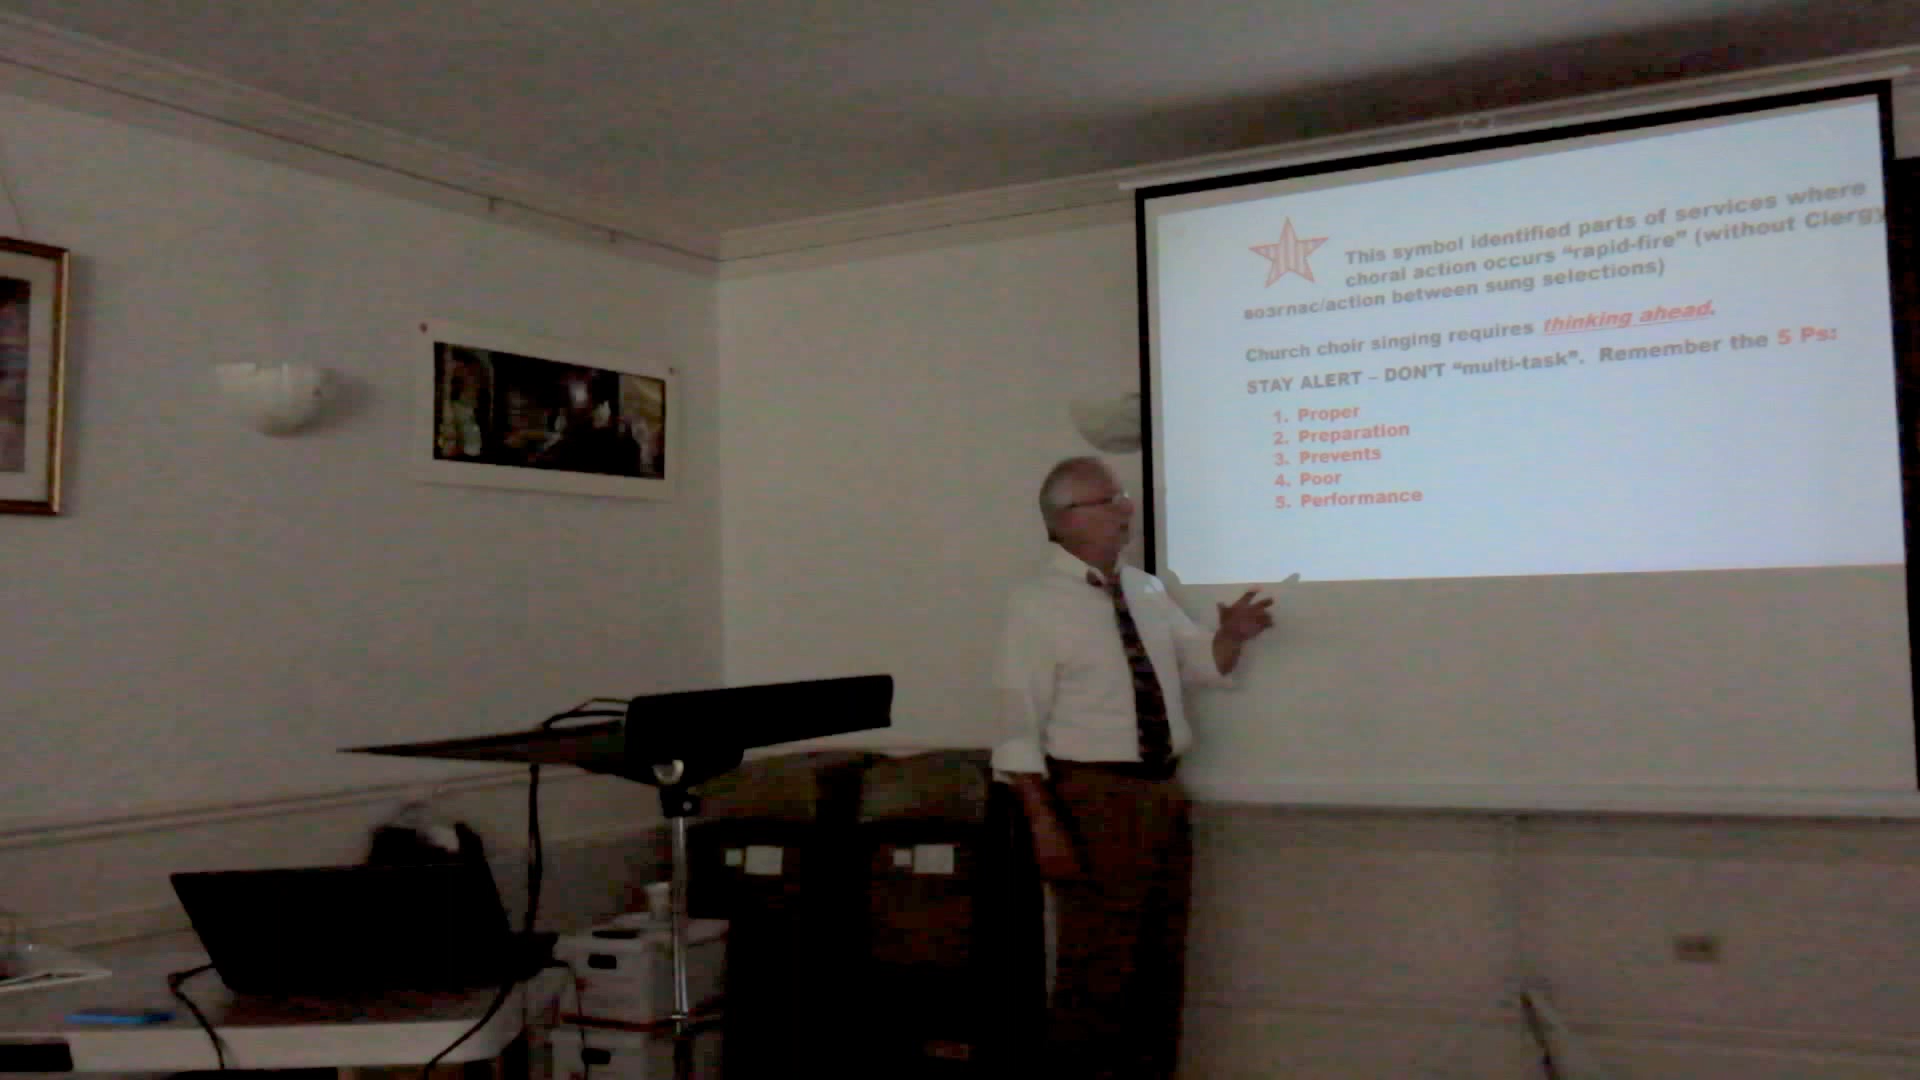 This symbol identified parts of services where
choral action occurs “rapid-fire” (without Clergy
возглас/action between sung selections)
Church choir singing requires thinking ahead.
STAY ALERT – DON'T “multi-task”. Remember the 5 Ps:
1. Proper
2. Preparation
3. Prevents
4. Poor
5. Performance